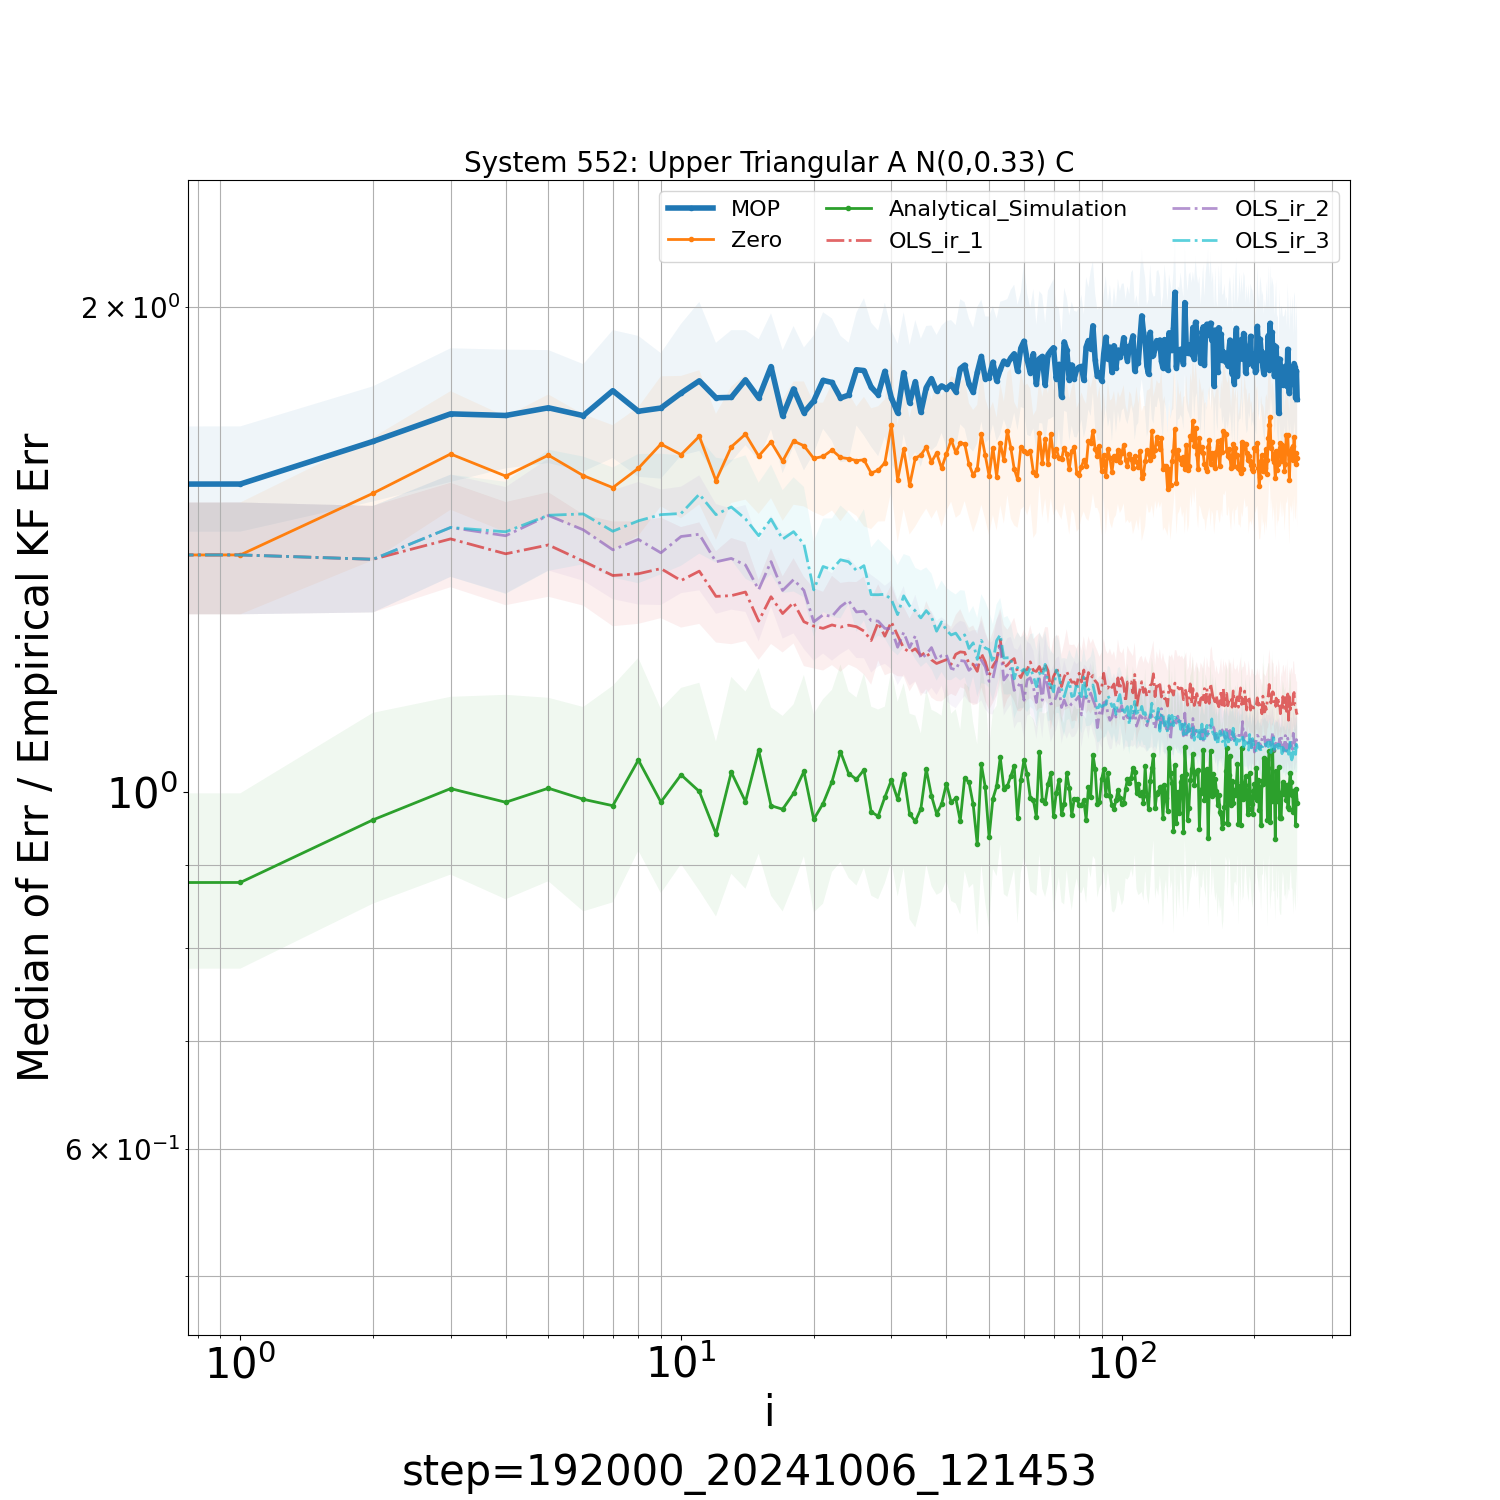 System 552: Upper Triangular A N(0,0.33) C
MOP
Zero
Analytical_Simulation
OLS_ir_1
OLS_ir_2
OLS_ir_3
Median of Err / Empirical KF Err
2 × 10⁰
10⁰
6 × 10⁻¹
10⁰
10¹
10²
i
step=192000_20241006_121453